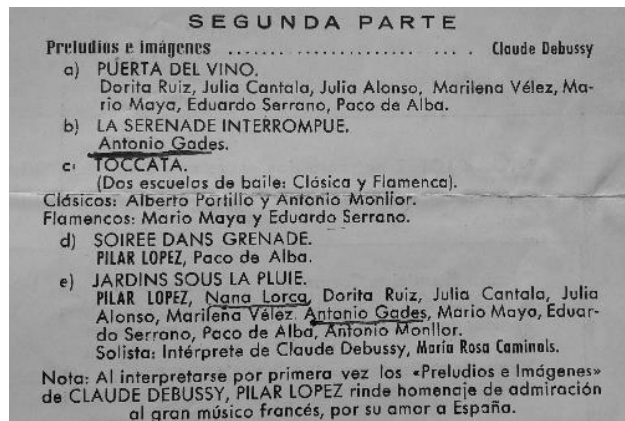 SEGUNDA PARTE
Preludios e imágenes ........................ ... . Claude Debussy
a) PUERTA DEL VINO.
Dorita Ruiz, Julia Cantala, Julia Alonso, Marilena Vélez, Ma-
rio Maya, Eduardo Serrano, Paco de Alba.
b) LA SERENADE INTERROMPUE.
Antonio Gades.
c: TOCCATA.
(Dos escuelas de baile: Clásica y Flamenca).
Clásicos: Alberto Portillo y Antonio Monllor.
Flamencos: Mario Maya y Eduardo Serrano.
d) SOIREE DANS GRENADE.
PILAR LOPEZ, Paco de Alba.
e) JARDINS SOUS LA PLUIE.
PILAR LOPEZ, Nana Lorca, Dorita Ruiz, Julia Cantala, Julia
Alonso, Marilena Vélez. Antonio Gades, Mario Maya, Eduar-
do Serrano, Paco de Alba, Antonio Monllor.
Solista: Intérprete de Claude Debussy, María Rosa Caminals.
Nota: Al interpretarse por primera vez los «Preludios e Imágenes»
de CLAUDE DEBUSSY, PILAR LOPEZ rinde homenaje de admiración
al gran músico francés, por su amor a España.